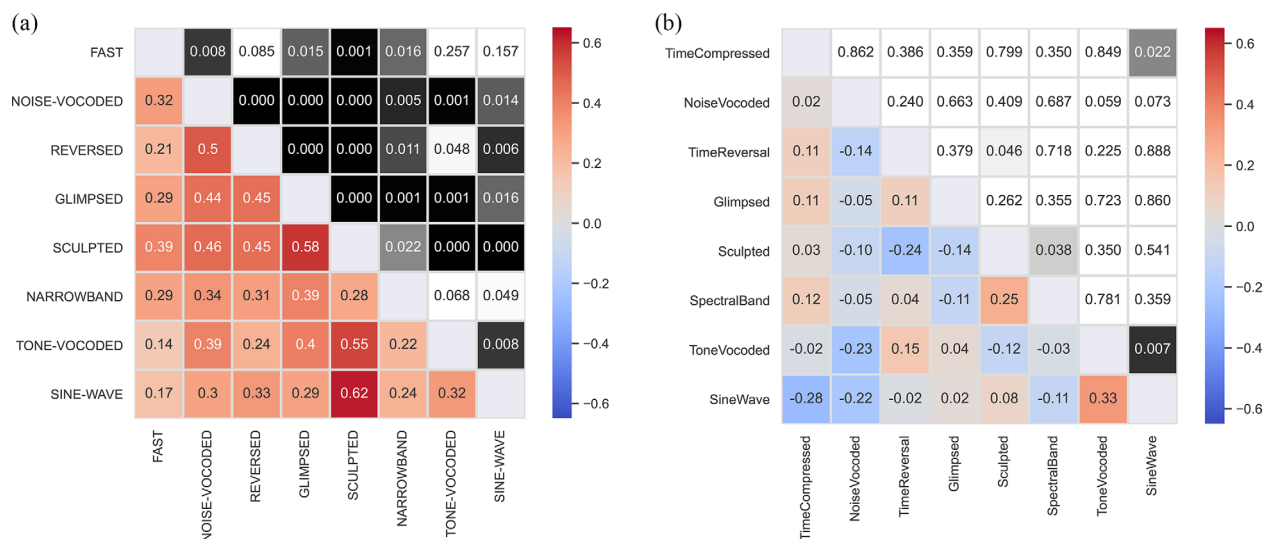 (a)
FAST 0.008 0.085 0.015 0.001 0.016 0.257 0.157
NOISE-VOCODED 0.32 0.000 0.000 0.000 0.005 0.001 0.014
REVERSED 0.21 0.5 0.000 0.000 0.011 0.048 0.006
GLIMPSED 0.29 0.44 0.45 0.000 0.001 0.001 0.016
SCULPTED 0.39 0.46 0.45 0.58 0.022 0.000 0.000
NARROWBAND 0.29 0.34 0.31 0.39 0.28 0.068 0.049
TONE-VOCODED 0.14 0.39 0.24 0.4 0.55 0.22 0.008
SINE-WAVE 0.17 0.3 0.33 0.29 0.62 0.24 0.32
FAST
NOISE-VOCODED
REVERSED
GLIMPSED
SCULPTED
NARROWBAND
TONE-VOCODED
SINE-WAVE
0.6
0.4
0.2
0.0
−0.2
−0.4
−0.6
(b)
TimeCompressed 0.862 0.386 0.359 0.799 0.350 0.849 0.022
NoiseVocoded 0.02 0.240 0.663 0.409 0.687 0.059 0.073
TimeReversal 0.11 -0.14 0.379 0.046 0.718 0.225 0.888
Glimpsed 0.11 -0.05 0.11 0.262 0.355 0.723 0.860
Sculpted 0.03 -0.10 -0.24 -0.14 0.038 0.350 0.541
SpectralBand 0.12 -0.05 0.04 -0.11 0.25 0.781 0.359
ToneVocoded -0.02 -0.23 0.15 0.04 -0.12 -0.03 0.007
SineWave -0.28 -0.22 -0.02 0.02 0.08 -0.11 0.33
TimeCompressed
NoiseVocoded
TimeReversal
Glimpsed
Sculpted
SpectralBand
ToneVocoded
SineWave
0.6
0.4
0.2
0.0
−0.2
−0.4
−0.6